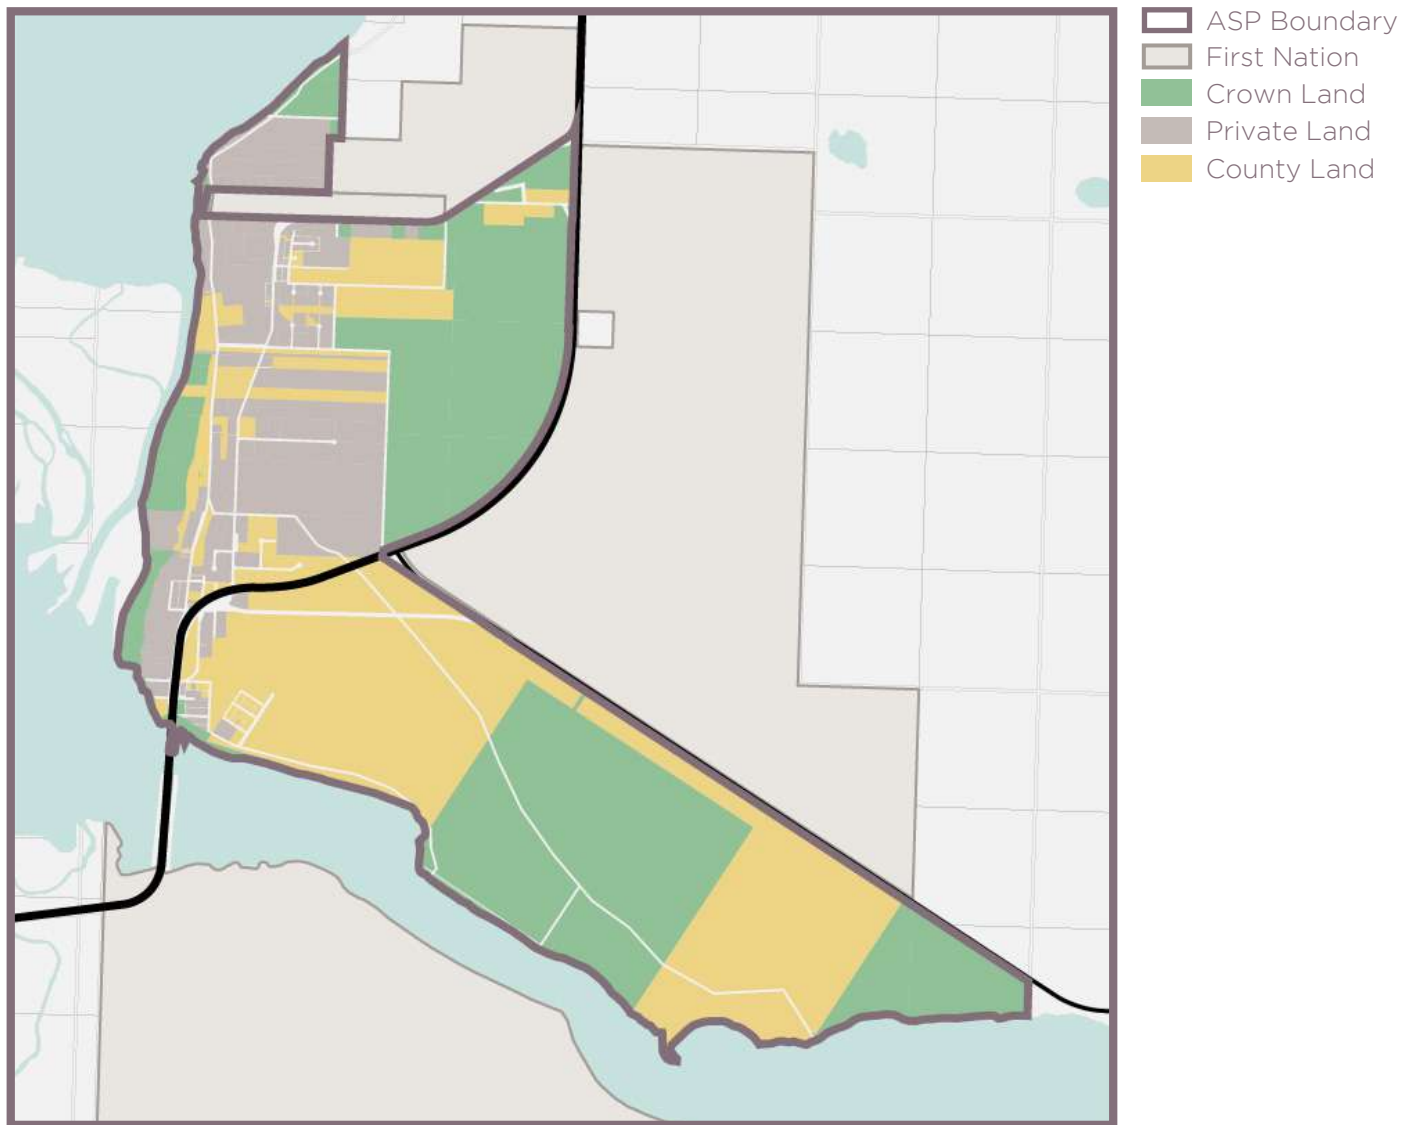 ASP Boundary
First Nation
Crown Land
Private Land
County Land